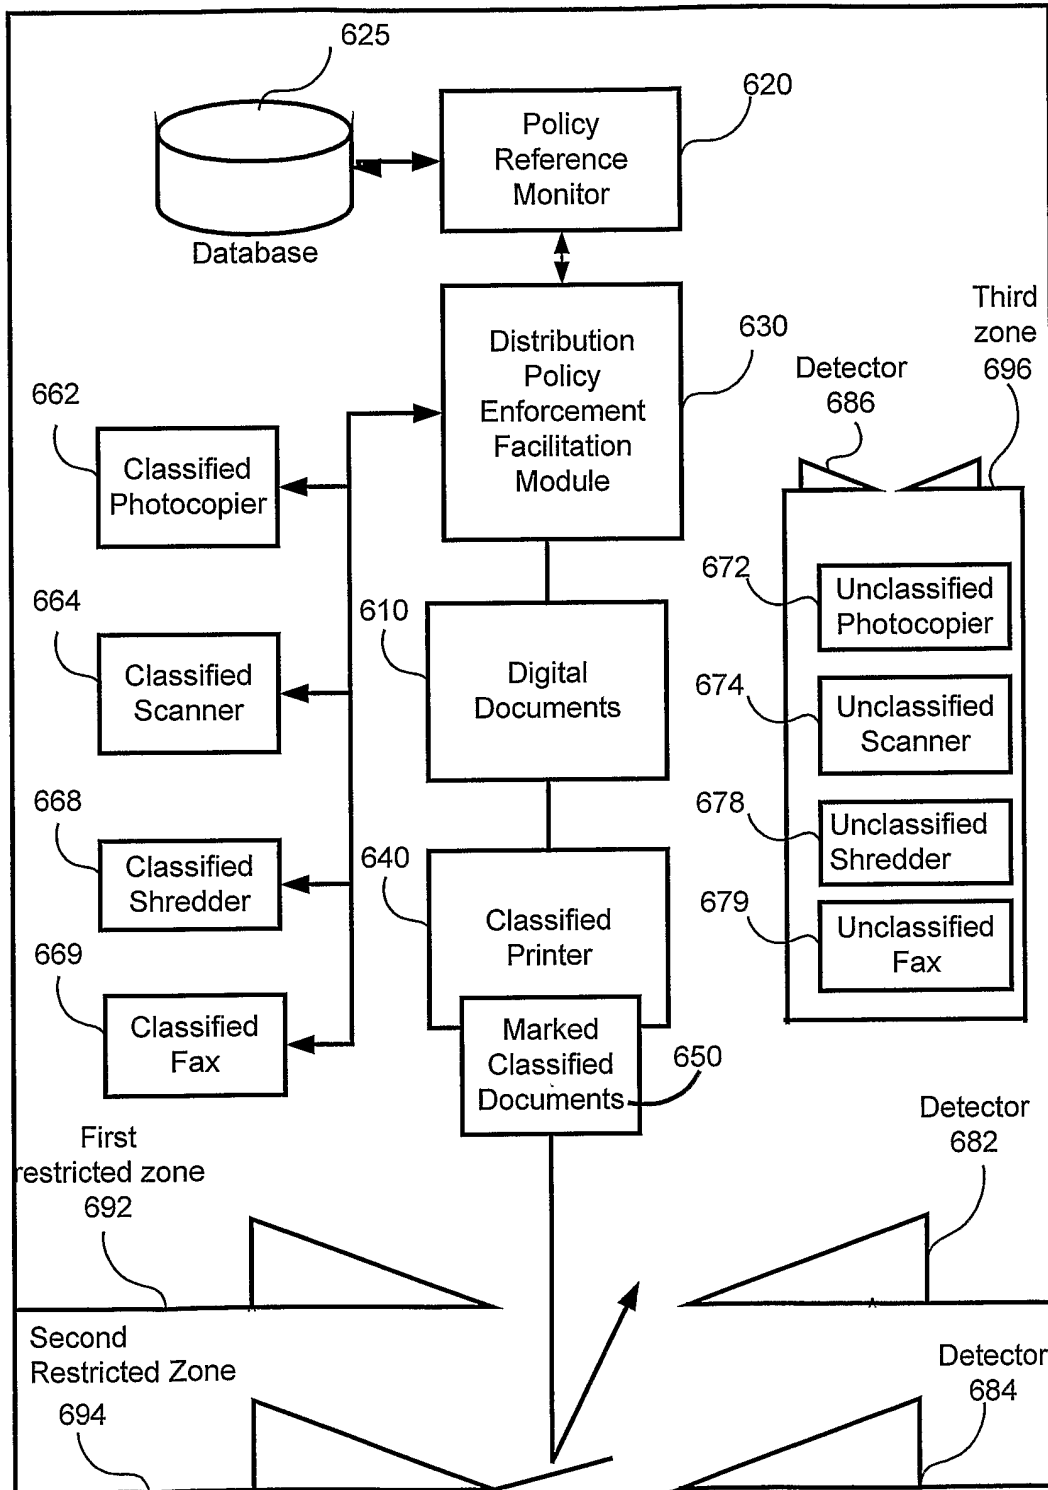 625
620
Policy
Reference
Monitor
Database
Third
zone
696
630
Distribution
Policy
Enforcement
Facilitation
Module
Detector
686
662
Classified
Photocopier
672
Unclassified
Photocopier
664
610
Classified
Scanner
Digital
Documents
674
Unclassified
Scanner
668
678
Unclassified
Shredder
640
Classified
Shredder
679
Classified
Printer
Unclassified
Fax
669
Classified
Fax
Marked
Classified
Documents
650
Detector
682
First
restricted zone
692
Second
Restricted Zone
694
Detector
684